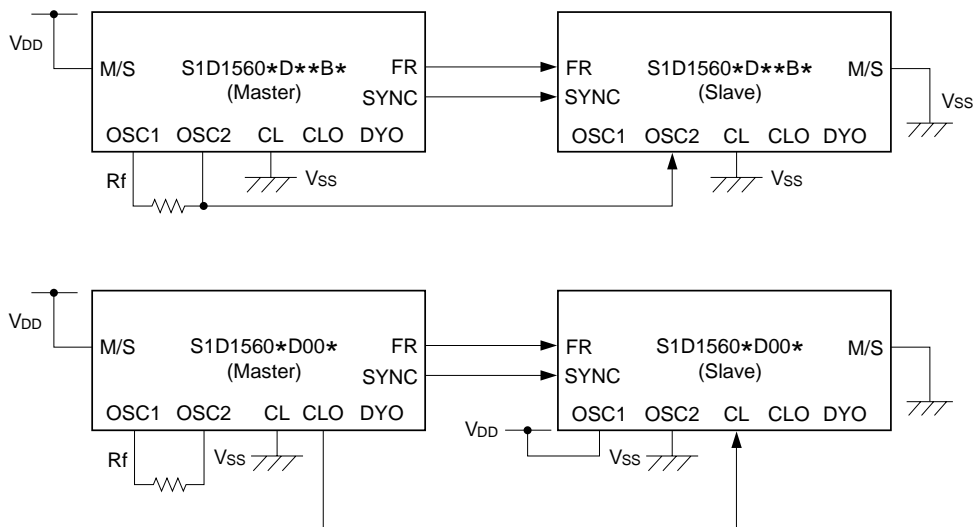 VDD
M/S S1D1560*D**B* FR FR S1D1560*D**B* M/S
(Master) SYNC SYNC (Slave)
VSS
OSC1 OSC2 CL CLO DYO OSC1 OSC2 CL CLO DYO
Rf VSS VSS
VDD
M/S S1D1560*D00* FR FR S1D1560*D00* M/S
(Master) SYNC SYNC (Slave)
OSC1 OSC2 CL CLO DYO OSC1 OSC2 CL CLO DYO
VDD
Rf VSS VSS